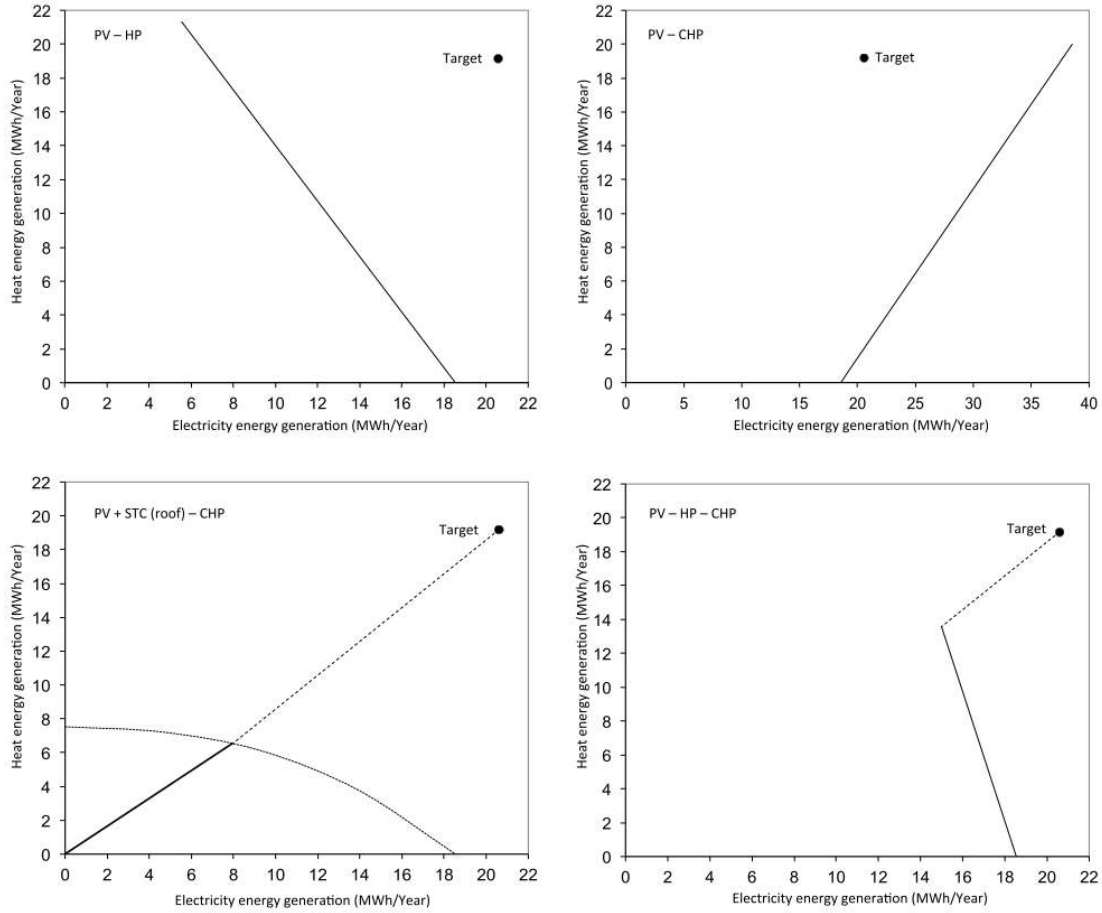 PV – HP
Target
22
20
18
16
14
12
10
8
6
4
2
0
Heat energy generation (MWh/Year)
0 2 4 6 8 10 12 14 16 18 20 22
Electricity energy generation (MWh/Year)
PV – CHP
Target
22
20
18
16
14
12
10
8
6
4
2
0
Heat energy generation (MWh/Year)
0 5 10 15 20 25 30 35 40
Electricity energy generation (MWh/Year)
PV + STC (roof) – CHP
Target
22
20
18
16
14
12
10
8
6
4
2
0
Heat energy generation (MWh/Year)
0 2 4 6 8 10 12 14 16 18 20 22
Electricity energy generation (MWh/Year)
PV – HP – CHP
Target
22
20
18
16
14
12
10
8
6
4
2
0
Heat energy generation (MWh/Year)
0 2 4 6 8 10 12 14 16 18 20 22
Electricity energy generation (MWh/Year)